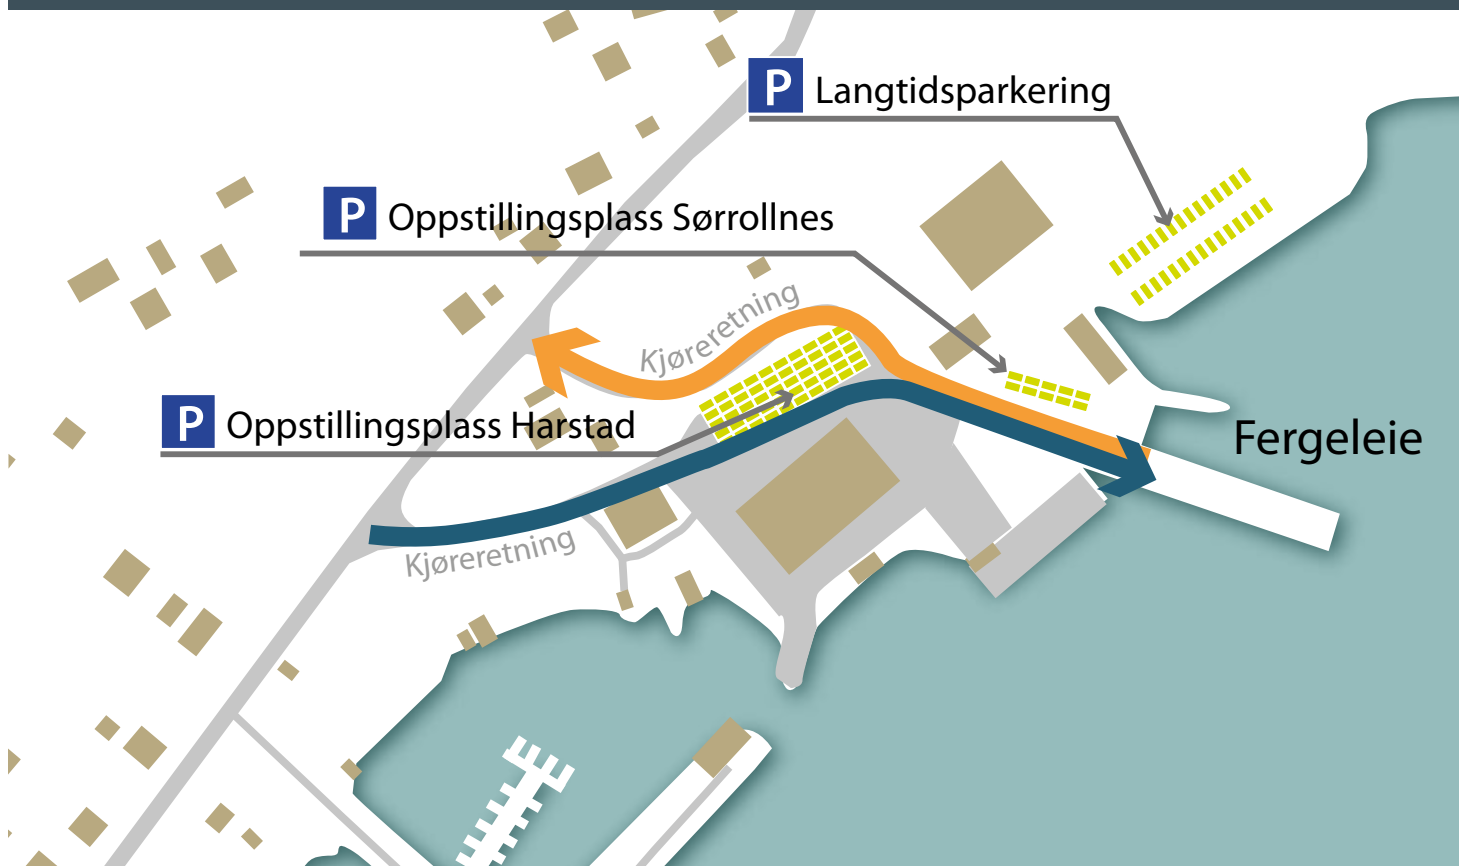 P Langtidsparkering
P Oppstillingsplass Sørrollnes
Kjøreretning
P Oppstillingsplass Harstad
Fergeleie
Kjøreretning